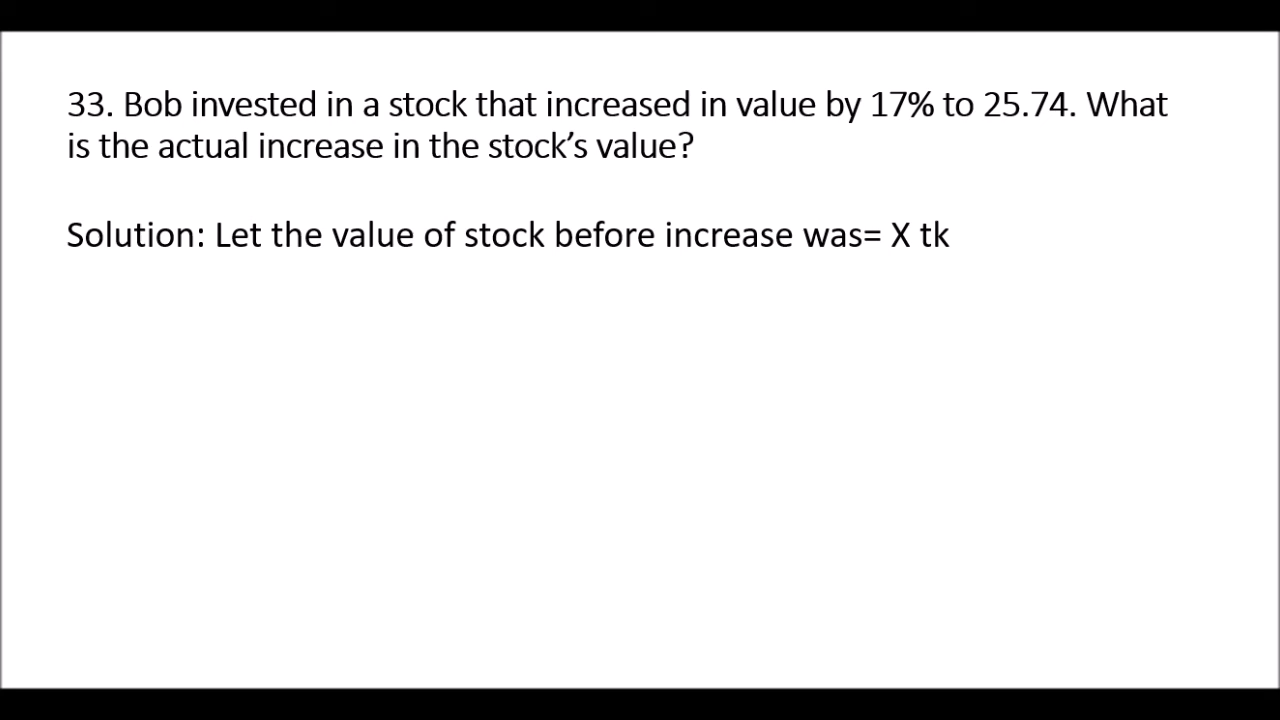 33. Bob invested in a stock that increased in value by 17% to 25.74. What
is the actual increase in the stock’s value?
Solution: Let the value of stock before increase was= X tk